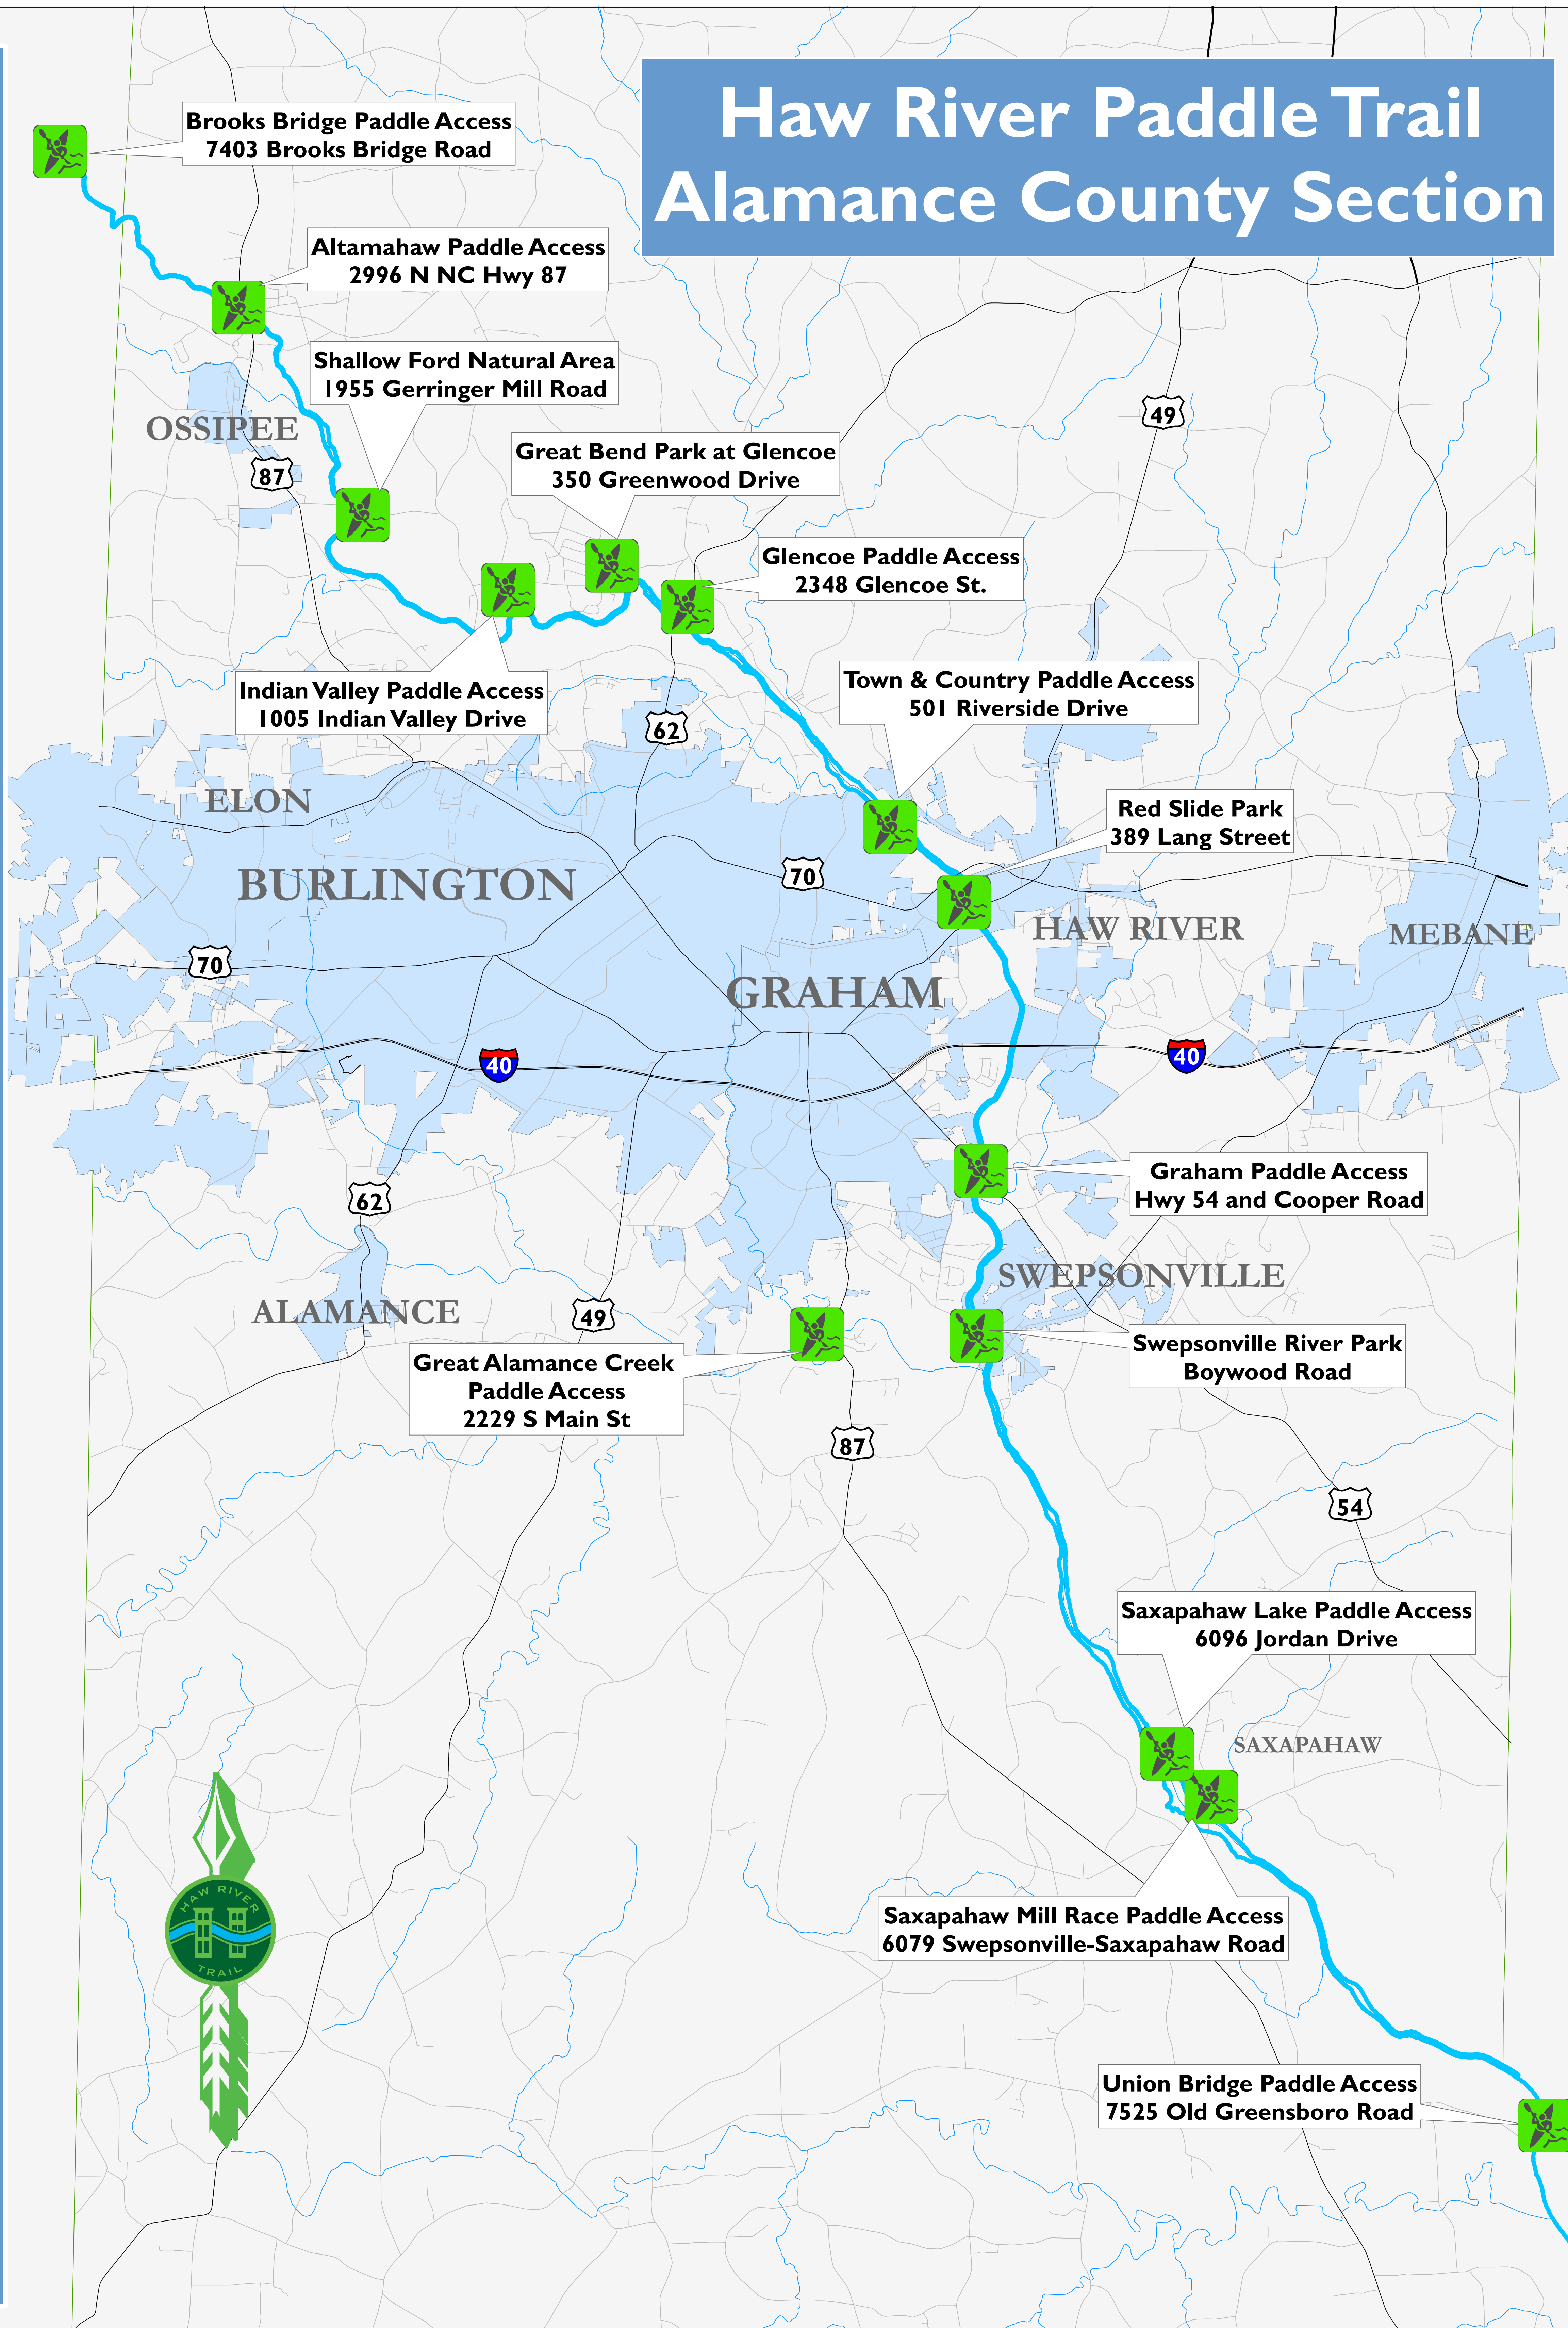 Haw River Paddle Trail
Alamance County Section
Brooks Bridge Paddle Access
7403 Brooks Bridge Road
Altamahaw Paddle Access
2996 N NC Hwy 87
Shallow Ford Natural Area
1955 Gerringer Mill Road
OSSIPEE
87
49
Great Bend Park at Glencoe
350 Greenwood Drive
Glencoe Paddle Access
2348 Glencoe St.
Indian Valley Paddle Access
1005 Indian Valley Drive
Town & Country Paddle Access
501 Riverside Drive
62
ELON
Red Slide Park
389 Lang Street
BURLINGTON
70
HAW RIVER
MEBANE
70
GRAHAM
40
40
Graham Paddle Access
Hwy 54 and Cooper Road
62
SWEPSONVILLE
ALAMANCE
49
Swepsonville River Park
Boywood Road
Great Alamance Creek
Paddle Access
2229 S Main St
87
54
Saxapahaw Lake Paddle Access
6096 Jordan Drive
SAXAPAHAW
HAW RIVER
TRAIL
Saxapahaw Mill Race Paddle Access
6079 Swepsonville-Saxapahaw Road
Union Bridge Paddle Access
7525 Old Greensboro Road